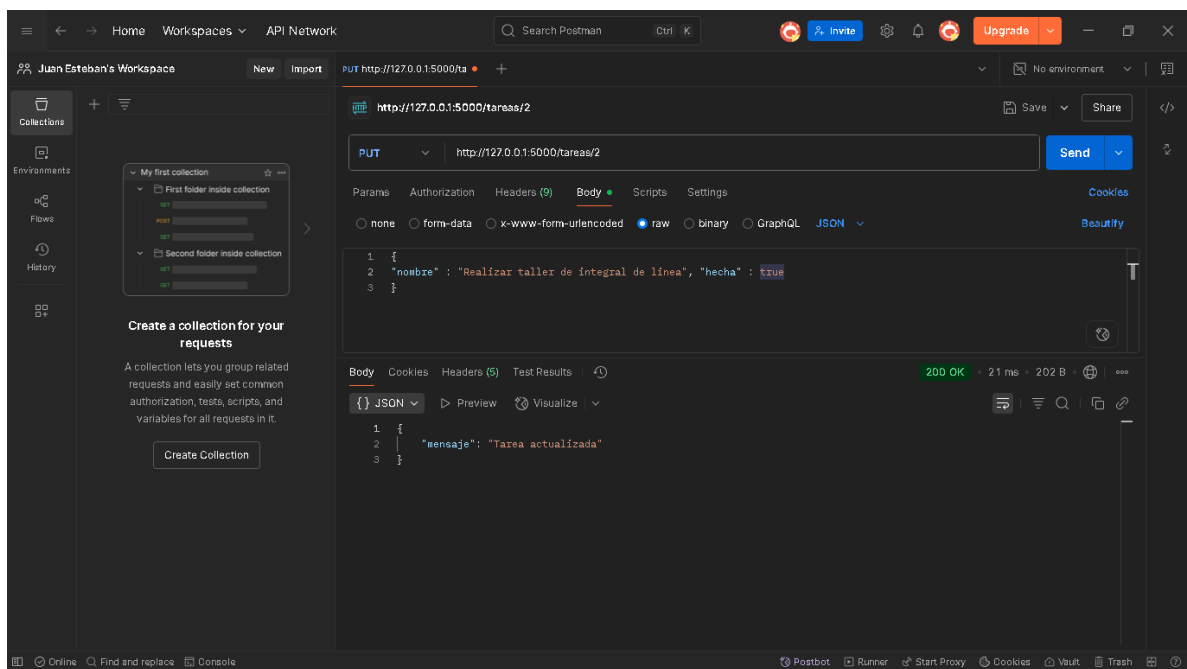 Home Workspaces API Network Search Postman Ctrl K Invite Upgrade
Juan Esteban's Workspace New Import PUT http://127.0.0.1:5000/ta No environment
Collections
Environments
Flows
History
My first collection
First folder inside collection
GET
POST
GET
Second folder inside collection
GET
GET
Create a collection for your
requests
A collection lets you group related
requests and easily set common
authorization, tests, scripts, and
variables for all requests in it.
Create Collection
HTTP http://127.0.0.1:5000/tareas/2 Save Share
PUT http://127.0.0.1:5000/tareas/2 Send
Params Authorization Headers (9) Body Scripts Settings Cookies
none form-data x-www-form-urlencoded raw binary GraphQL JSON Beautify
1 {
2 "nombre" : "Realizar taller de integral de linea", "hecha" : true
3 }
Body Cookies Headers (5) Test Results 200 OK 21 ms 202 B
{} JSON Preview Visualize
1 {
2 "mensaje": "Tarea actualizada"
3 }
Online Find and replace Console Postbot Runner Start Proxy Cookies Vault Trash